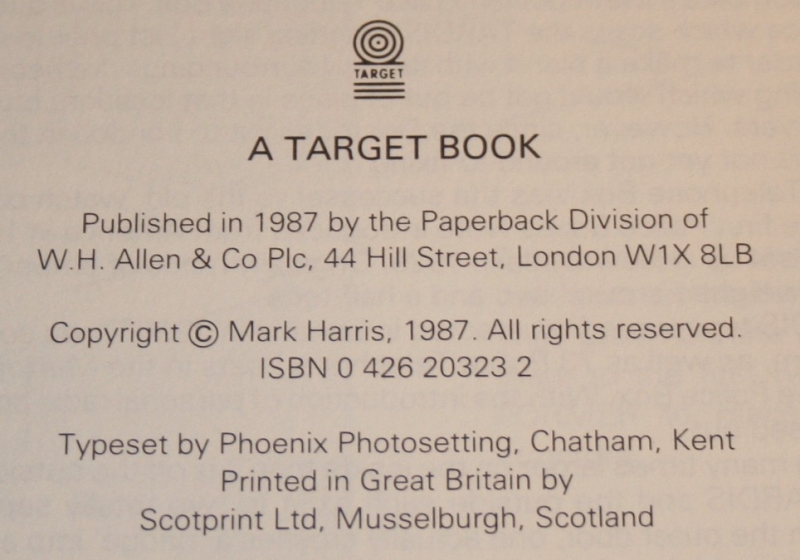 TARGET
A TARGET BOOK
Published in 1987 by the Paperback Division of
W.H. Allen & Co Plc, 44 Hill Street, London W1X 8LB
Copyright © Mark Harris, 1987. All rights reserved.
ISBN 0 426 20323 2
Typeset by Phoenix Photosetting, Chatham, Kent
Printed in Great Britain by
Scotprint Ltd, Musselburgh, Scotland